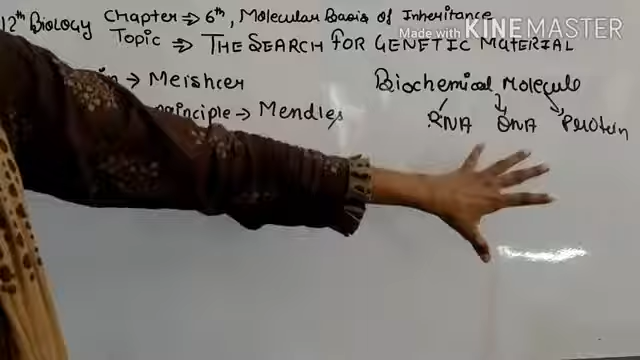 12th Biology Chapter ⇒ 6th, Molecular Basis of Inheritance
Topic ⇒ THE SEARCH FOR GENETIC MATERIAL
Made with KINEMASTER
→ Meishcer
principle → Mendles
Biochemical Molecule
RNA DNA Protein